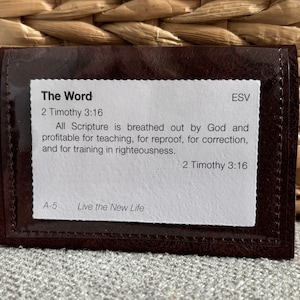 The Word ESV
2 Timothy 3:16
All Scripture is breathed out by God and
profitable for teaching, for reproof, for correction,
and for training in righteousness.
2 Timothy 3:16
A-5 Live the New Life